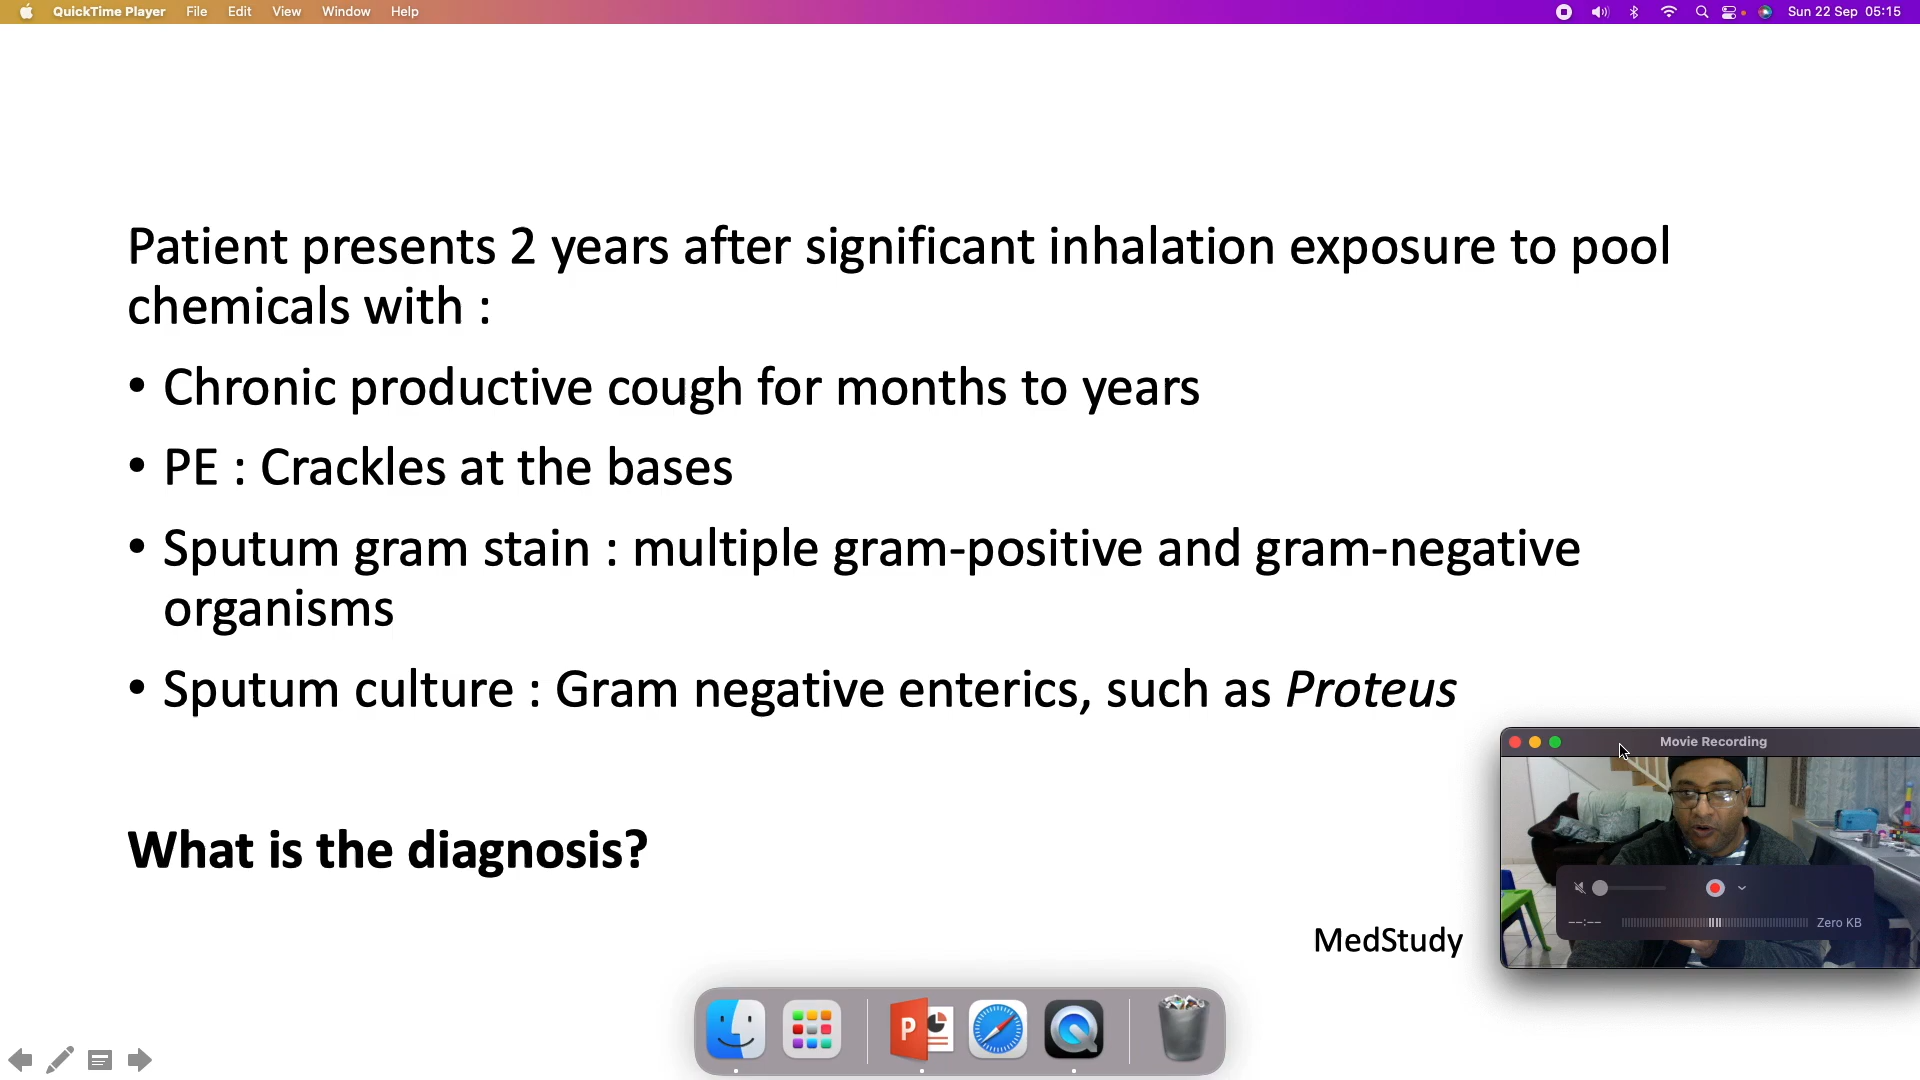 QuickTime Player File Edit View Window Help Sun 22 Sep 05:15
Patient presents 2 years after significant inhalation exposure to pool
chemicals with :
• Chronic productive cough for months to years
• PE : Crackles at the bases
• Sputum gram stain : multiple gram-positive and gram-negative
organisms
• Sputum culture : Gram negative enterics, such as Proteus
Movie Recording
What is the diagnosis?
--:-- Zero KB
MedStudy
P